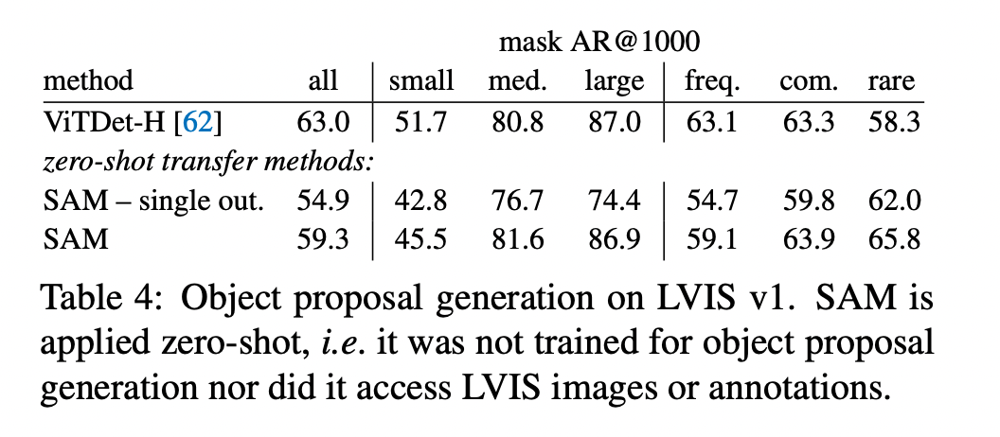 mask AR@1000
method all small med. large freq. com. rare
ViTDet-H [62] 63.0 51.7 80.8 87.0 63.1 63.3 58.3
zero-shot transfer methods:
SAM – single out. 54.9 42.8 76.7 74.4 54.7 59.8 62.0
SAM 59.3 45.5 81.6 86.9 59.1 63.9 65.8
Table 4: Object proposal generation on LVIS v1. SAM is
applied zero-shot, i.e. it was not trained for object proposal
generation nor did it access LVIS images or annotations.